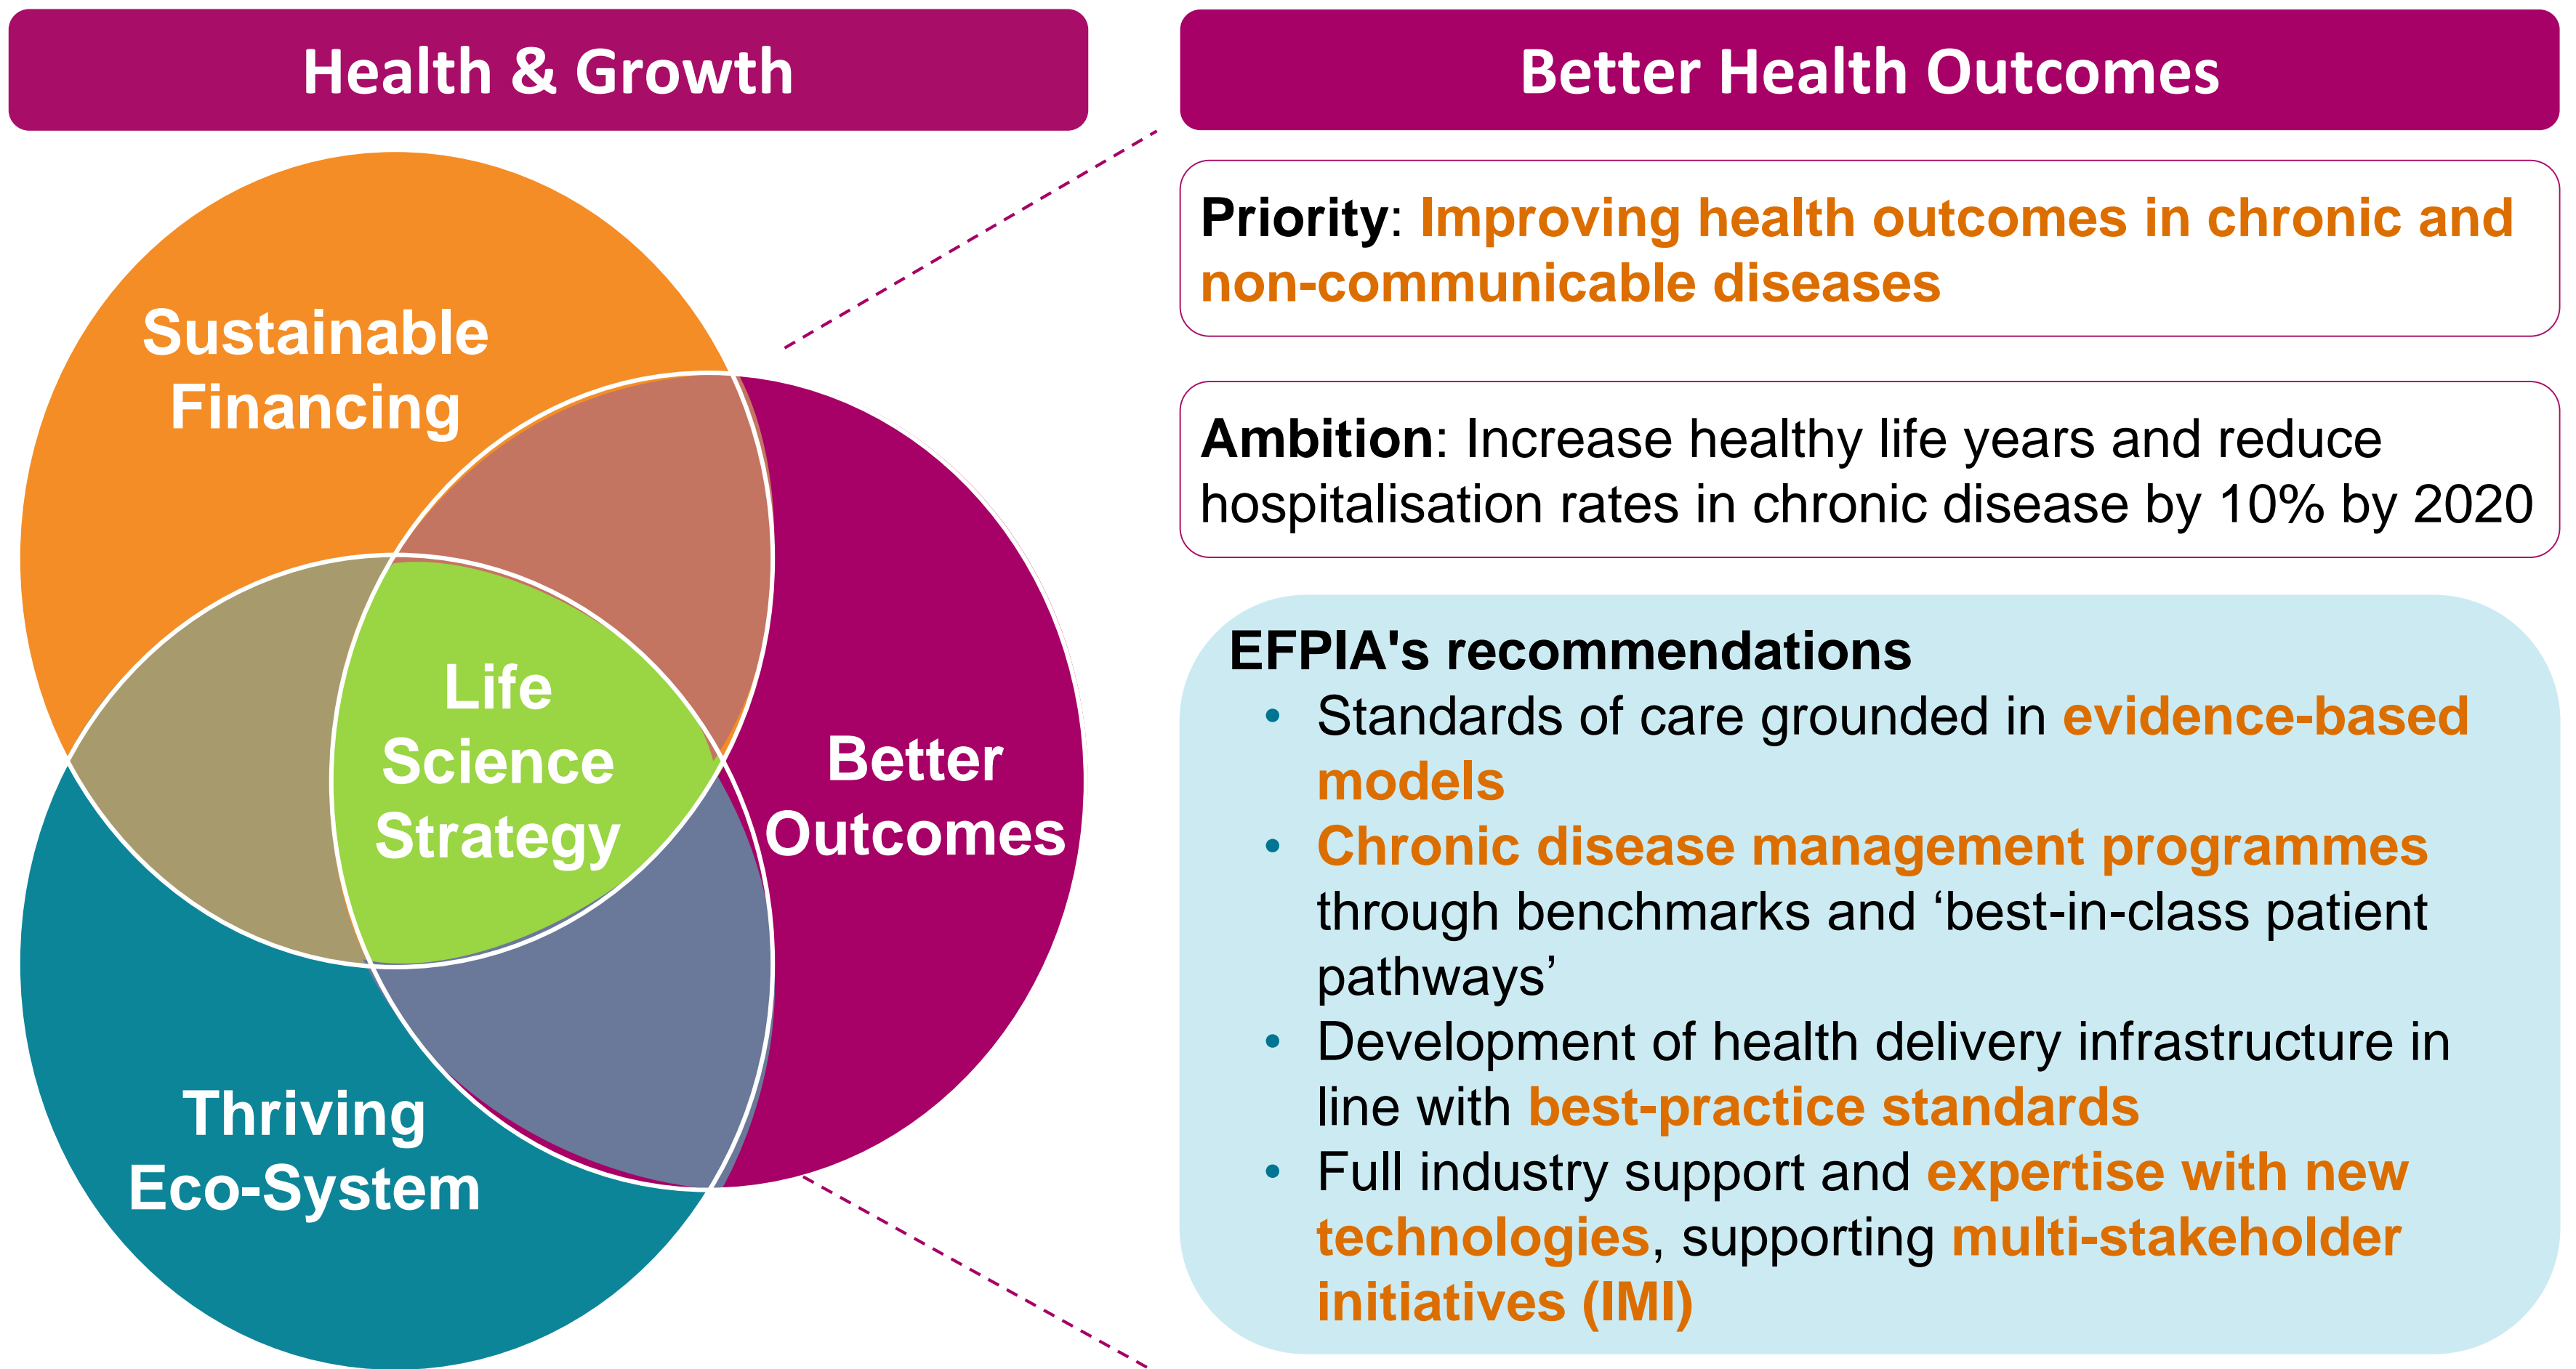 Health & Growth
Sustainable
Financing
Life
Science
Strategy
Better
Outcomes
Thriving
Eco-System
Better Health Outcomes
Priority: Improving health outcomes in chronic and
non-communicable diseases
Ambition: Increase healthy life years and reduce
hospitalisation rates in chronic disease by 10% by 2020
EFPIA's recommendations
• Standards of care grounded in evidence-based
models
• Chronic disease management programmes
through benchmarks and ‘best-in-class patient
pathways’
• Development of health delivery infrastructure in
line with best-practice standards
• Full industry support and expertise with new
technologies, supporting multi-stakeholder
initiatives (IMI)